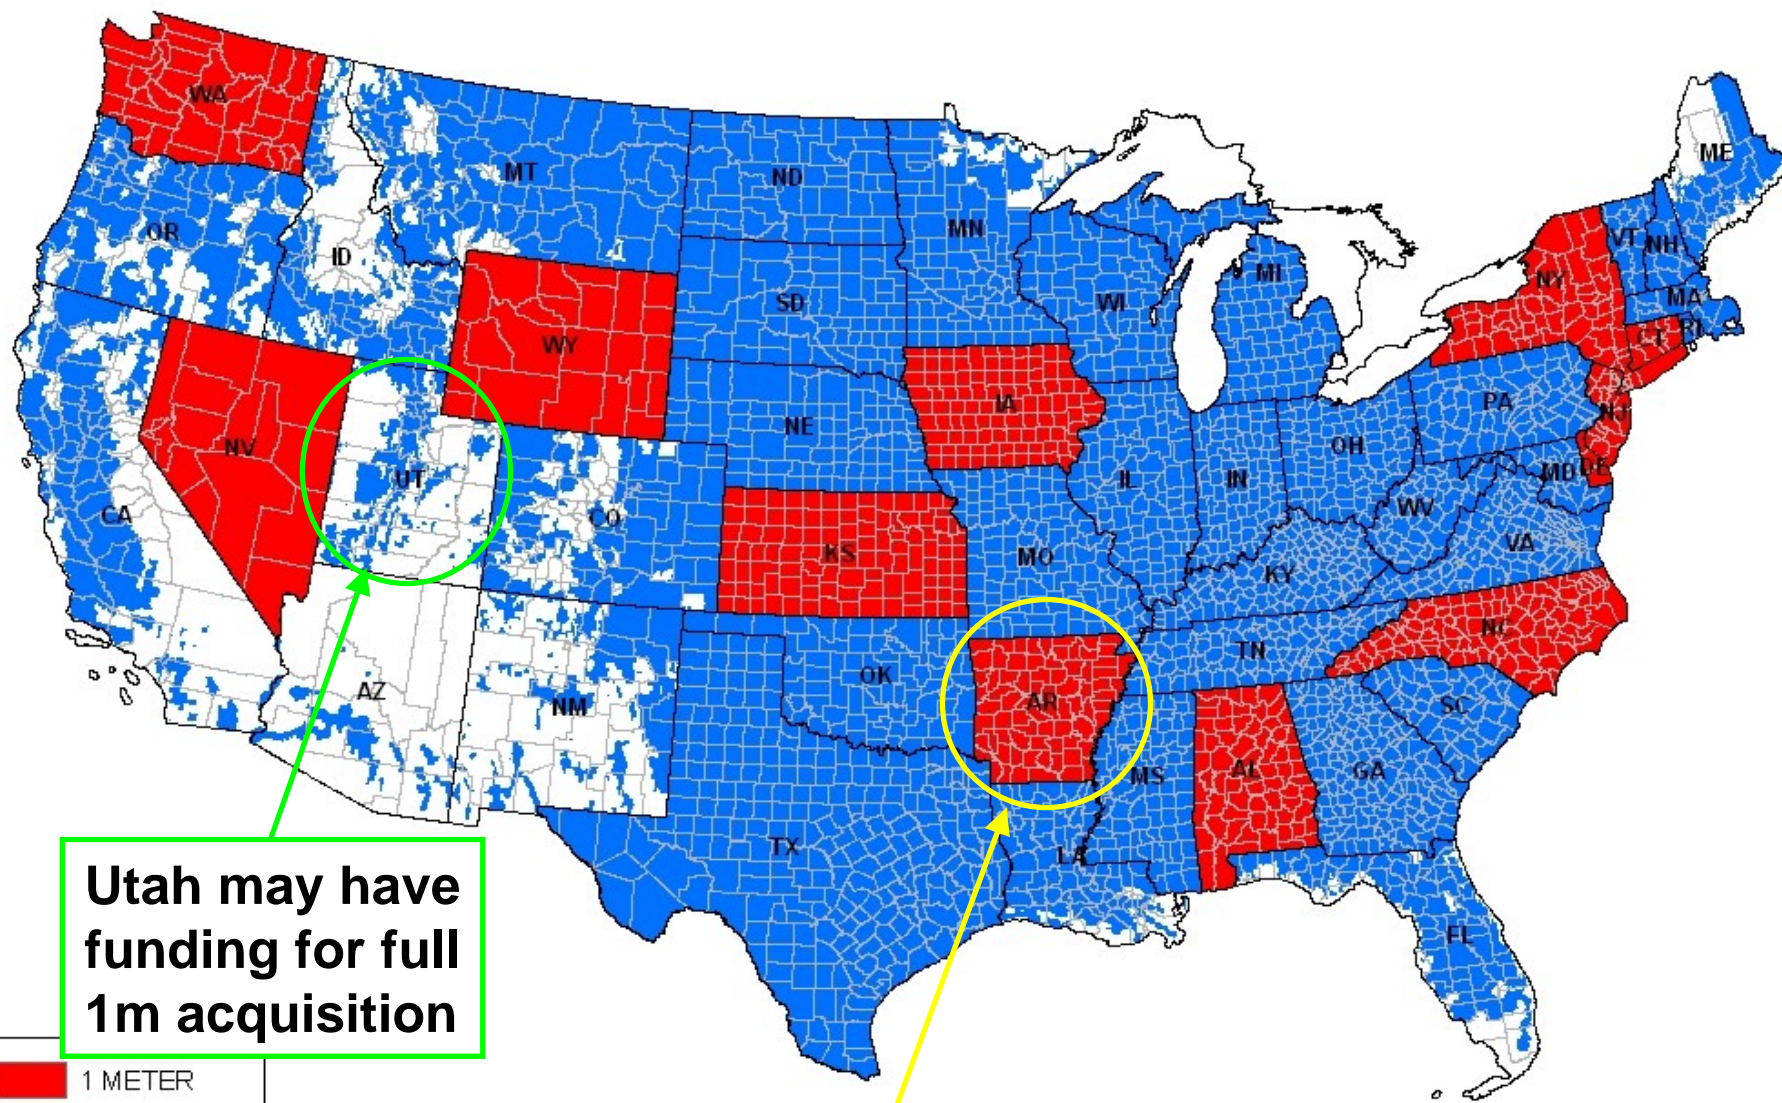 WA
MT
ND
MN
ME
OR
ID
VT
NH
SD
WI
MI
NY
MA
WY
CT
RI
IA
NE
PA
NJ
NV
UT
OH
IL
IN
MD
DE
CA
CO
WV
KS
MO
VA
KY
NC
TN
AZ
NM
OK
AR
SC
MS
AL
GA
TX
LA
FL
Utah may have
funding for full
1m acquisition
1 METER